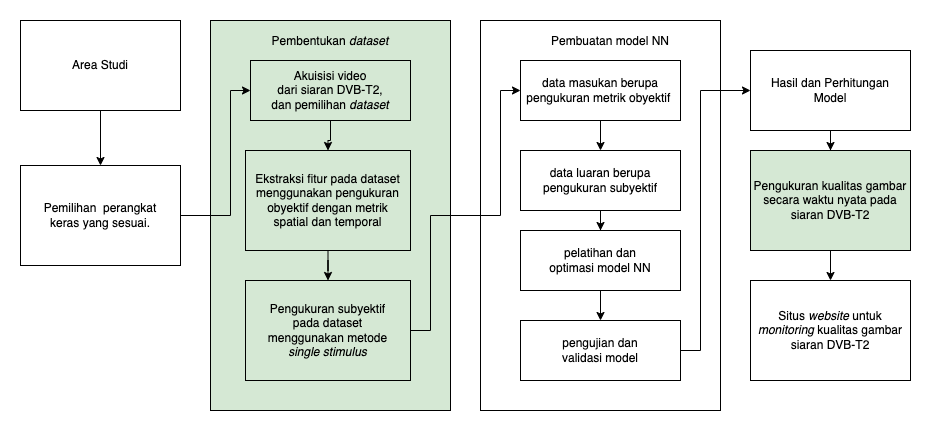 Area Studi
Pemilihan perangkat
keras yang sesuai.
Pembentukan dataset
Akuisisi video
dari siaran DVB-T2,
dan pemilihan dataset
Ekstraksi fitur pada dataset
menggunakan pengukuran
obyektif dengan metrik
spatial dan temporal
Pengukuran subyektif
pada dataset
menggunakan metode
single stimulus
Pembuatan model NN
data masukan berupa
pengukuran metrik obyektif
data luaran berupa
pengukuran subyektif
pelatihan dan
optimasi model NN
pengujian dan
validasi model
Hasil dan Perhitungan
Model
Pengukuran kualitas gambar
secara waktu nyata pada
siaran DVB-T2
Situs website untuk
monitoring kualitas gambar
siaran DVB-T2